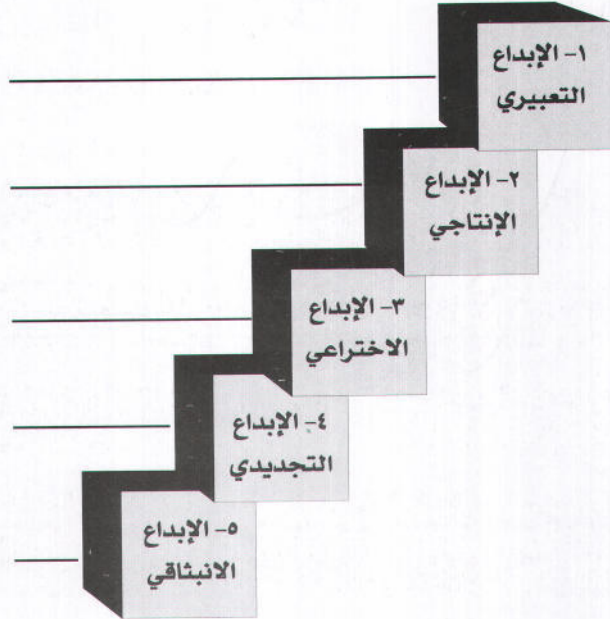 ١- الإبداع
التعبيري
٢- الإبداع
الإنتاجي
٣- الإبداع
الاختراعي
٤- الإبداع
التجديدي
٥- الإبداع
الانبثاقي